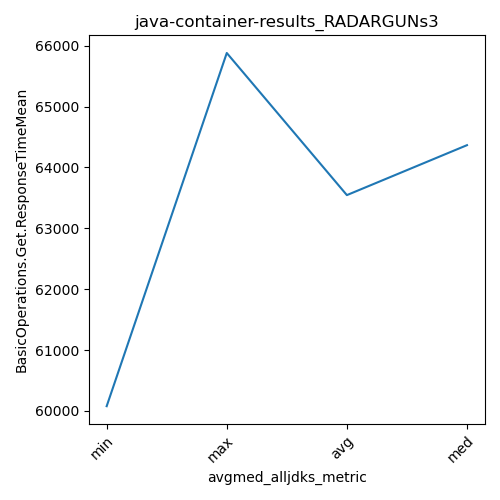 java-container-results_RADARGUNs3
BasicOperations.Get.ResponseTimeMean
66000
65000
64000
63000
62000
61000
60000
min
max
avg
med
avgmed_alljdks_metric